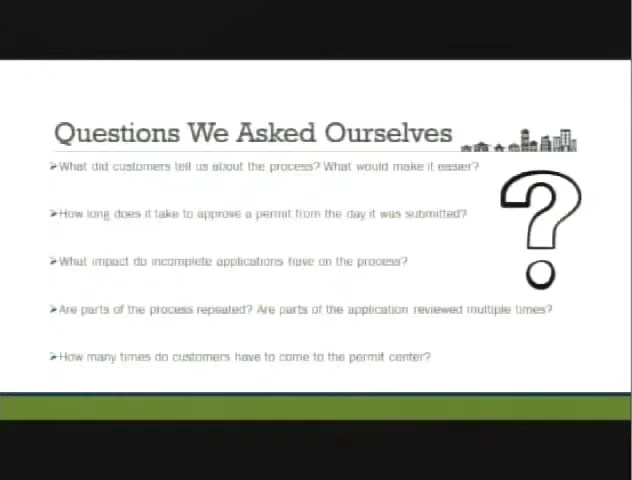 Questions We Asked Ourselves
What did customers tell us about the process? What would make it easier?
How long does it take to approve a permit from the day it was submitted?
What impact do incomplete applications have on the process?
Are parts of the process repeated? Are parts of the application reviewed multiple times?
How many times do customers have to come to the permit center?